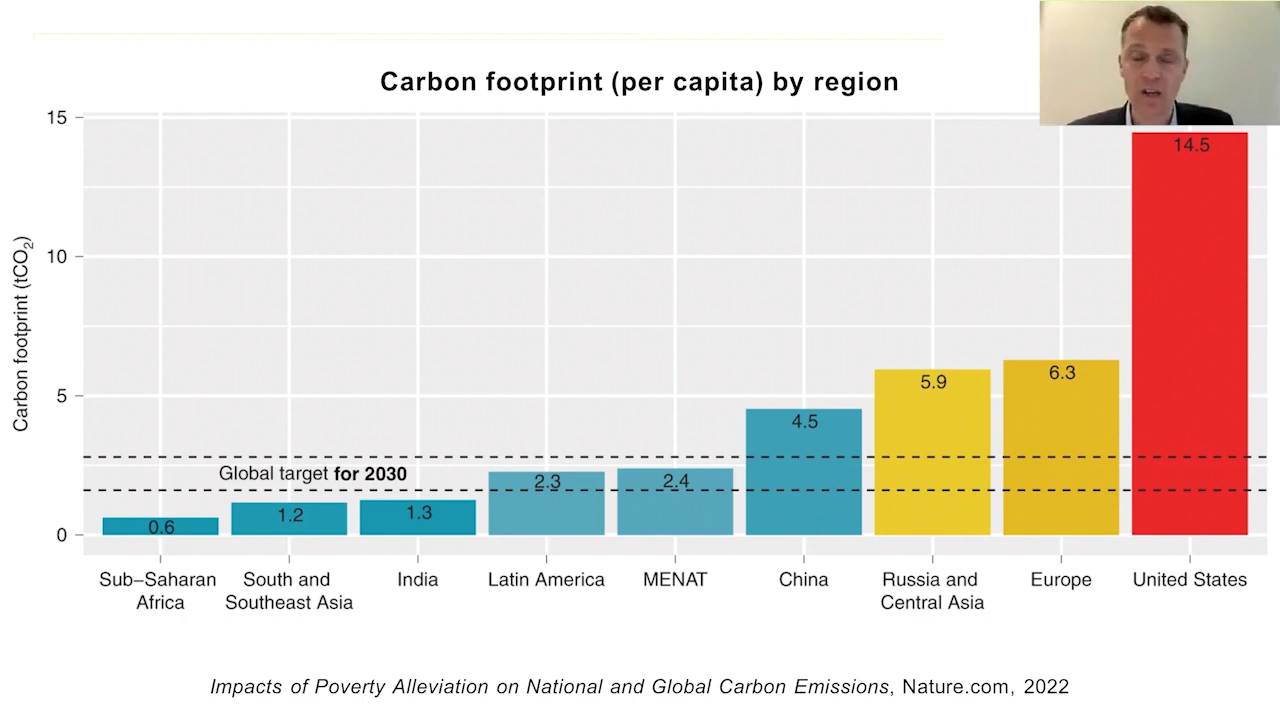 Carbon footprint (per capita) by region
Carbon footprint (tCO₂)
15
10
5
0
14.5
6.3
5.9
4.5
Global target for 2030
2.3
2.4
1.3
1.2
0.6
Sub–Saharan
Africa
South and
Southeast Asia
India
Latin America
MENAT
China
Russia and
Central Asia
Europe
United States
Impacts of Poverty Alleviation on National and Global Carbon Emissions, Nature.com, 2022